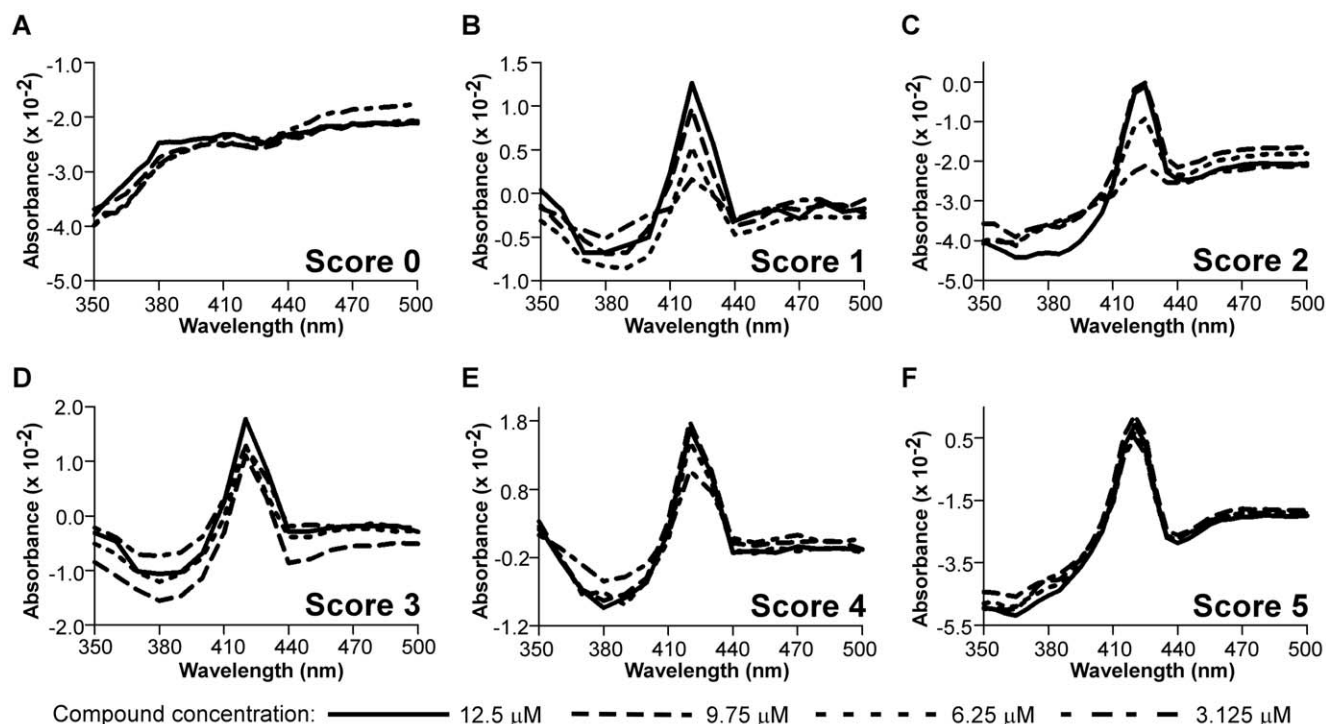 A
Absorbance (x 10-2)
-1.0
-2.0
-3.0
-4.0
-5.0
Score 0
350 380 410 440 470 500
Wavelength (nm)
B
Absorbance (x 10-2)
1.5
1.0
0.5
0.0
-0.5
-1.0
Score 1
350 380 410 440 470 500
Wavelength (nm)
C
Absorbance (x 10-2)
0.0
-1.0
-2.0
-3.0
-4.0
-5.0
Score 2
350 380 410 440 470 500
Wavelength (nm)
D
Absorbance (x 10-2)
2.0
1.0
0.0
-1.0
-2.0
Score 3
350 380 410 440 470 500
Wavelength (nm)
E
Absorbance (x 10-2)
1.8
0.8
-0.2
-1.2
Score 4
350 380 410 440 470 500
Wavelength (nm)
F
Absorbance (x 10-2)
0.5
-1.5
-3.5
-5.5
Score 5
350 380 410 440 470 500
Wavelength (nm)
Compound concentration: 12.5 μM 9.75 μM 6.25 μM 3.125 μM